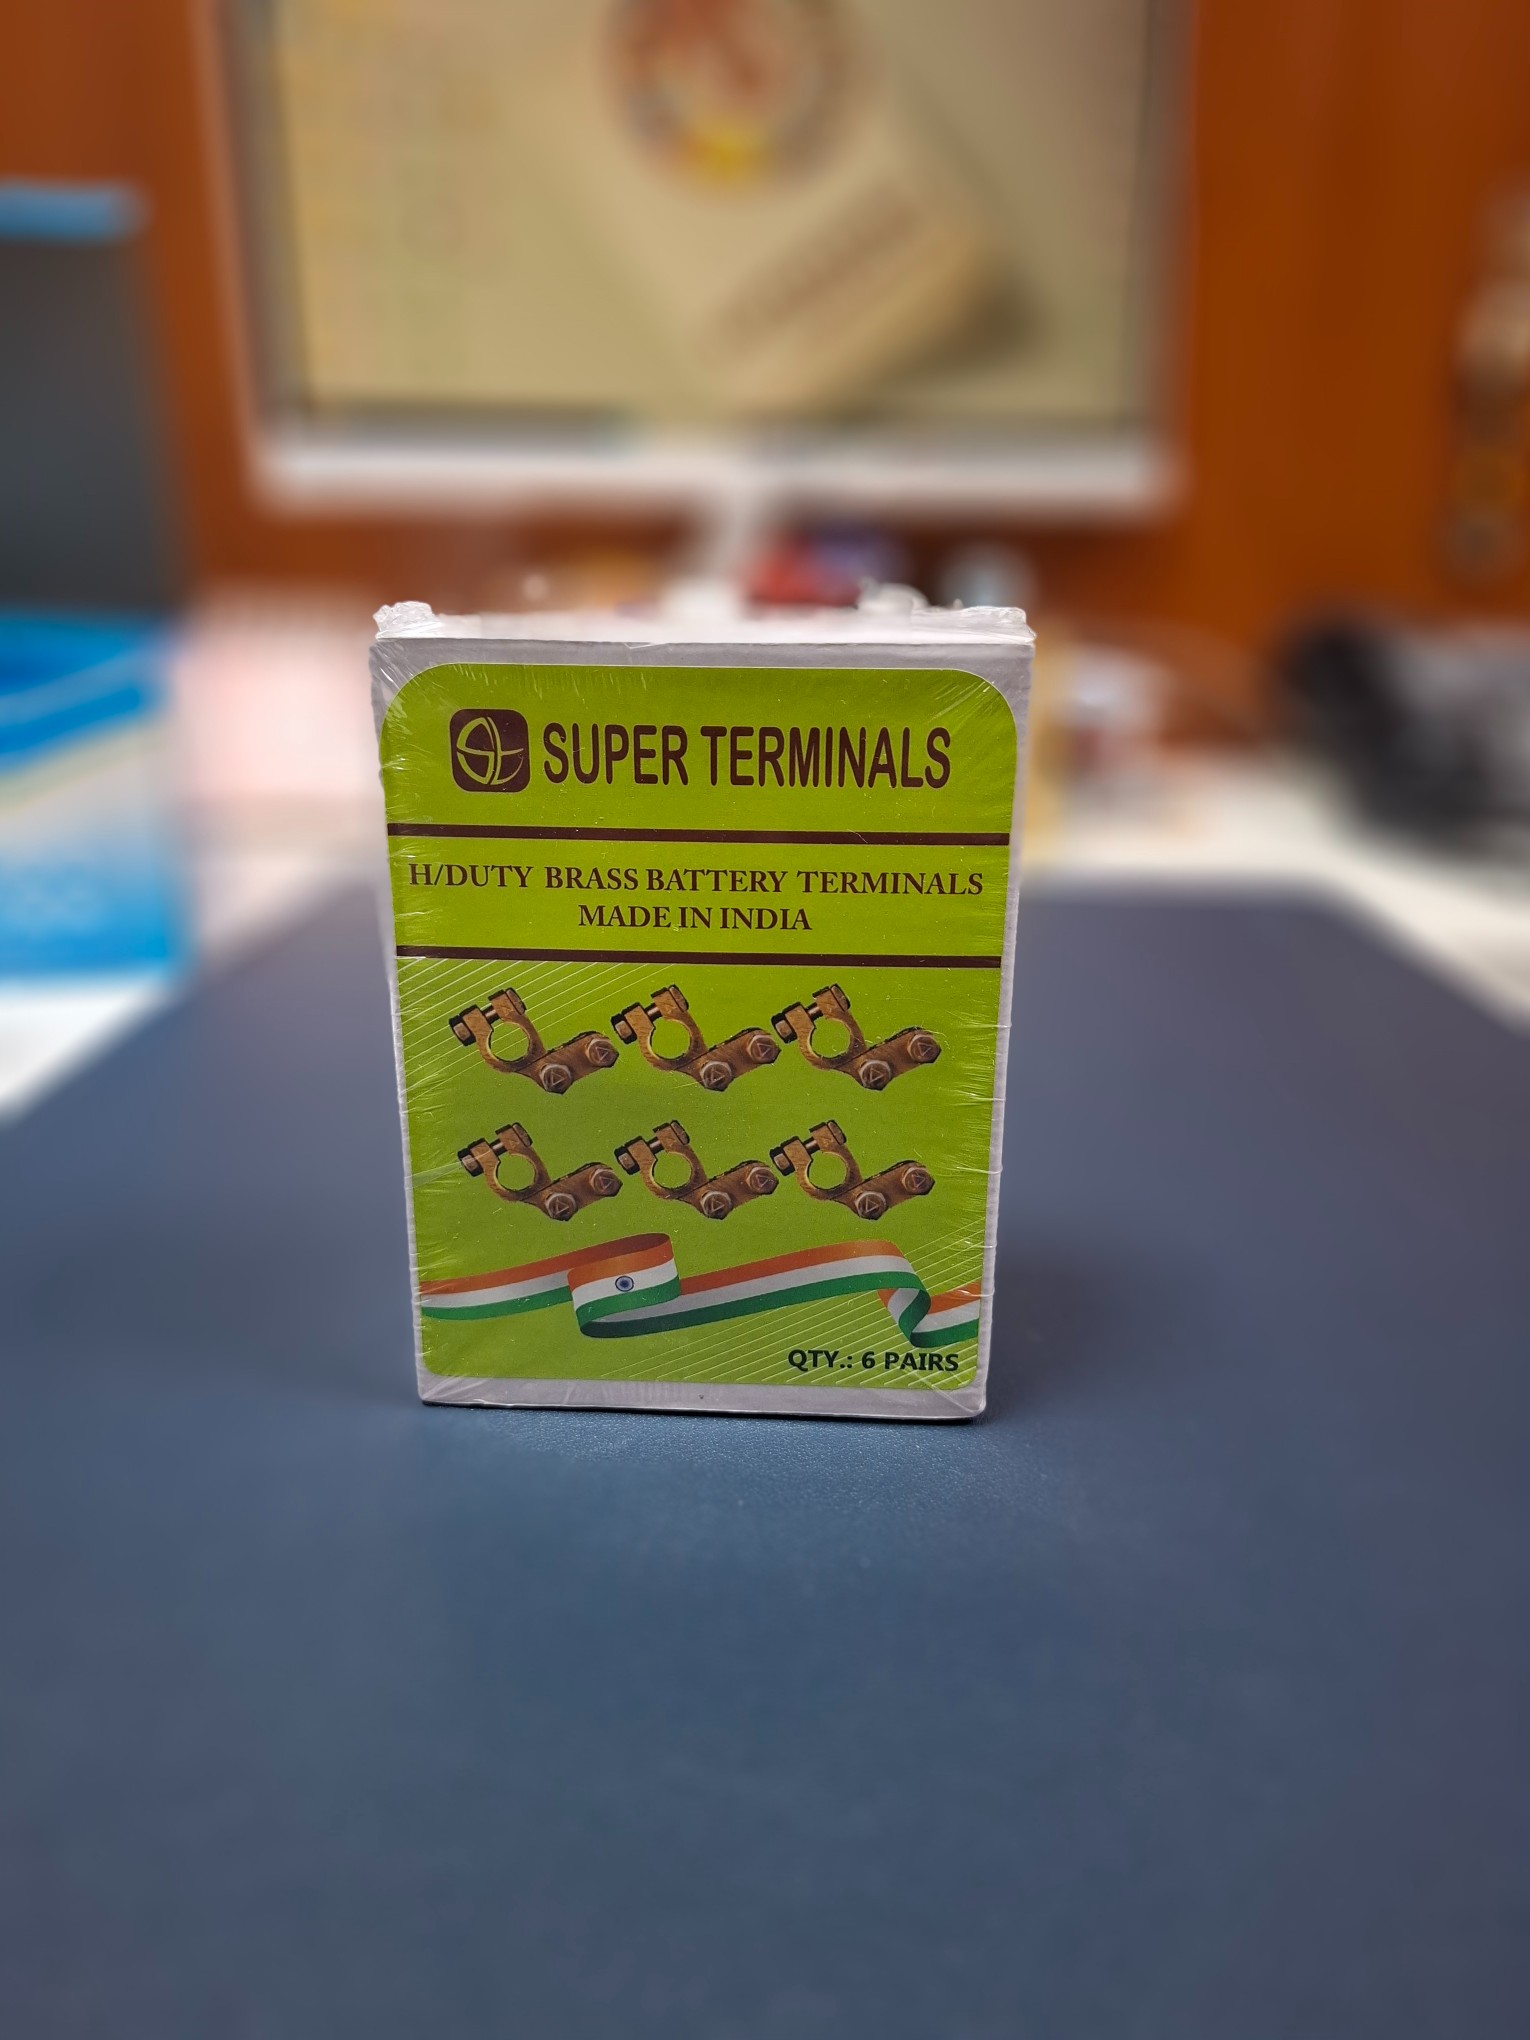 SUPER TERMINALS
H/DUTY BRASS BATTERY TERMINALS
MADE IN INDIA
QTY.: 6 PAIRS